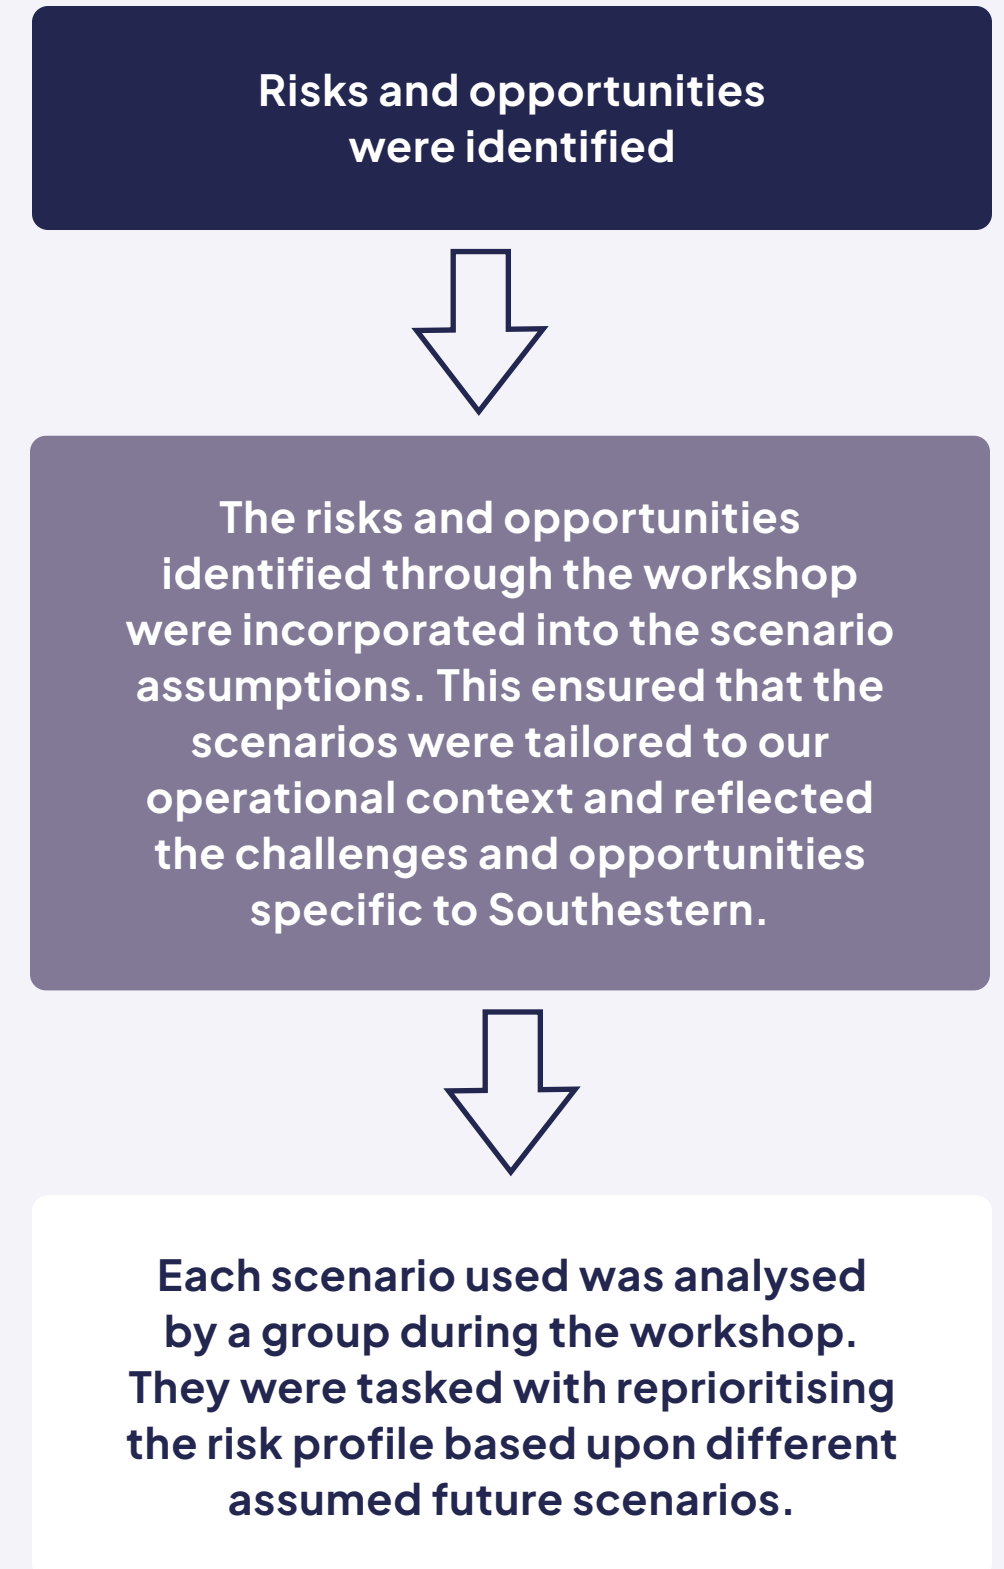 Risks and opportunities
were identified
The risks and opportunities
identified through the workshop
were incorporated into the scenario
assumptions. This ensured that the
scenarios were tailored to our
operational context and reflected
the challenges and opportunities
specific to Southestern.
Each scenario used was analysed
by a group during the workshop.
They were tasked with reprioritising
the risk profile based upon different
assumed future scenarios.